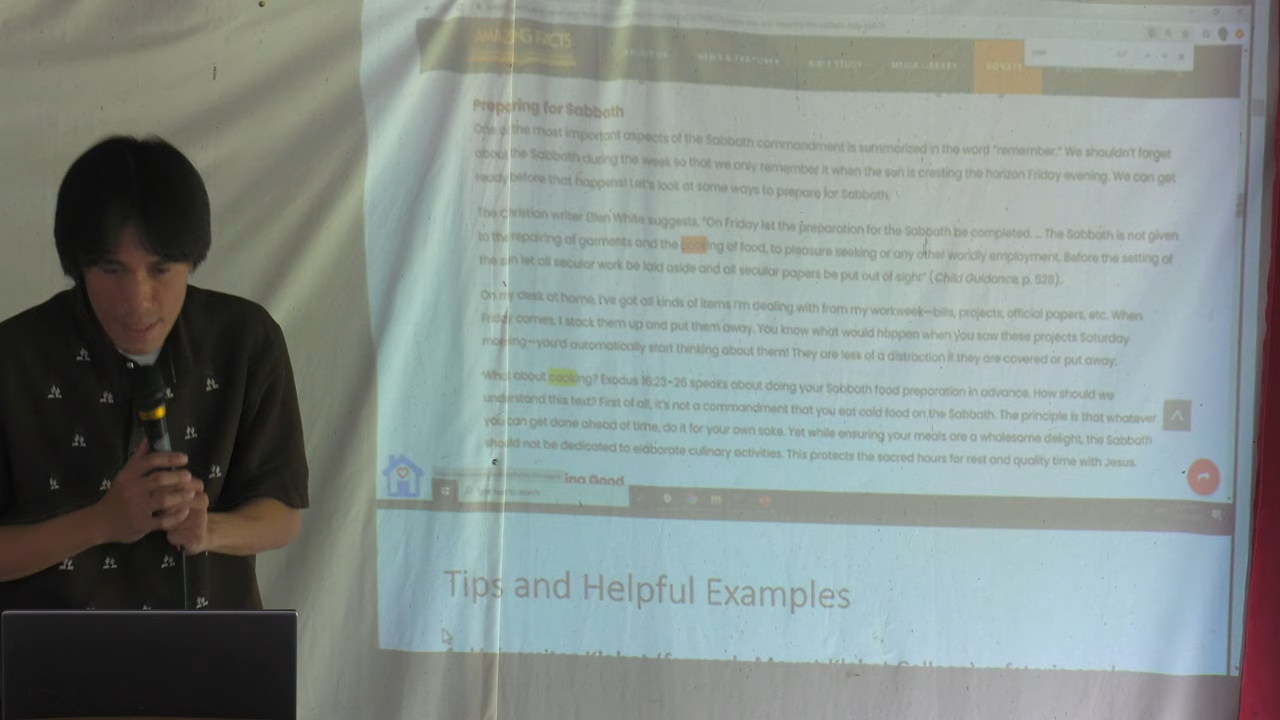 AMAZING FACTS
ABOUT US NEWS & FEATURES BIBLE STUDY MEDIA LIBRARY DONATE
Preparing for Sabbath
One of the most important aspects of the Sabbath commandment is summarized in the word "remember." We shouldn't forget
about the Sabbath during the week so that we only remember it when the sun is cresting the horizon Friday evening. We can get
ready before that happens! Let's look at some ways to prepare for Sabbath.
The Christian writer Ellen White suggests, "On Friday let the preparation for the Sabbath be completed. ... The Sabbath is not given
to the repairing of garments and the cooking of food, to pleasure seeking or any other worldly employment. Before the setting of
the sun let all secular work be laid aside and all secular papers be put out of sight" (Child Guidance, p. 528).
On my desk at home, I've got all kinds of items I'm dealing with from my workweek—bills, projects, official papers, etc. When
Friday comes, I stack them up and put them away. You know what would happen when you saw these projects Saturday
morning—you'd automatically start thinking about them! They are less of a distraction if they are covered or put away.
What about cooking? Exodus 16:23-26 speaks about doing your Sabbath food preparation in advance. How should we
understand this text? First of all, it's not a commandment that you eat cold food on the Sabbath. The principle is that whatever
you can get done ahead of time, do it for your own sake. Yet while ensuring your meals are a wholesome delight, the Sabbath
should not be dedicated to elaborate culinary activities. This protects the sacred hours for rest and quality time with Jesus.
ing Good
Tips and Helpful Examples